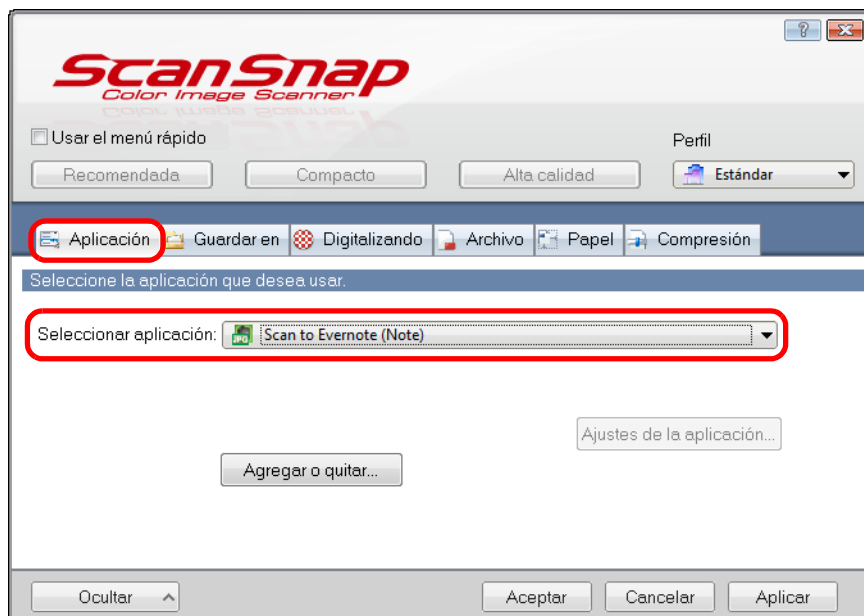 ScanSnap
Color Image Scanner
Usar el menú rápido
Perfil
Recomendada Compacto Alta calidad Estándar
Aplicación Guardar en Digitalizando Archivo Papel Compresión
Seleccione la aplicación que desea usar.
Seleccionar aplicación: JPG Scan to Evernote (Note)
Ajustes de la aplicación...
Agregar o quitar...
Ocultar Aceptar Cancelar Aplicar